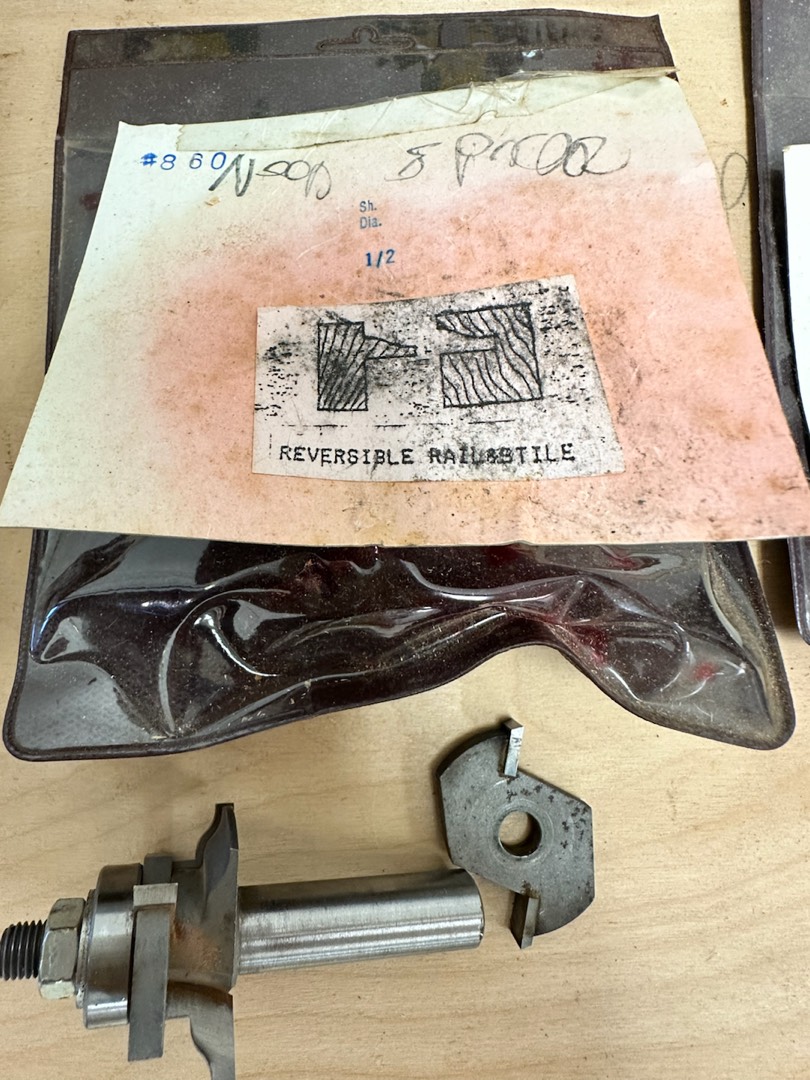 #860
Sh.
Dia.
1/2
REVERSIBLE RAIL&STILE